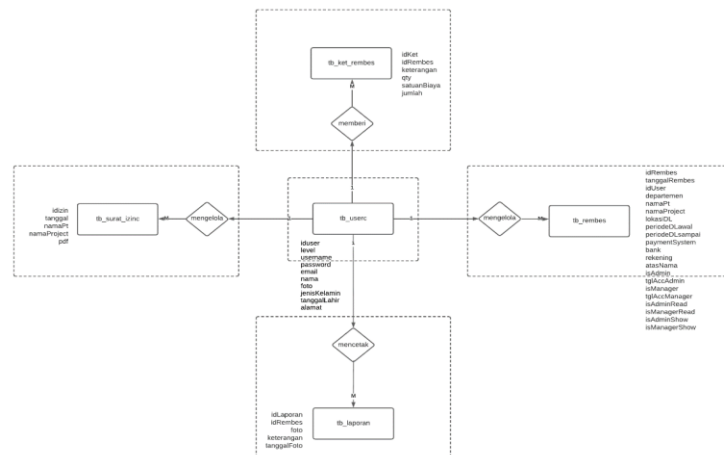 tb_ket_rembes
idKet
idRembes
keterangan
qty
satuanBiaya
jumlah
M
memberi
1
idizin
tanggal
namaPt
namaProject
pdf
tb_surat_izinc
M
mengelola
1
tb_userc
1
mengelola
M
tb_rembes
idRembes
tanggalRembes
idUser
departemen
namaPt
namaProject
lokasiDL
periodeDLawal
periodeDLsampai
paymentSystem
bank
rekening
atasNama
isAdmin
tglAccAdmin
isManager
tglAccManager
isAdminRead
isManagerRead
isAdminShow
isManagerShow
1
iduser
level
username
password
email
nama
foto
jenisKelamin
tanggalLahir
alamat
mencetak
M
tb_laporan
idLaporan
idRembes
foto
keterangan
tanggalFoto